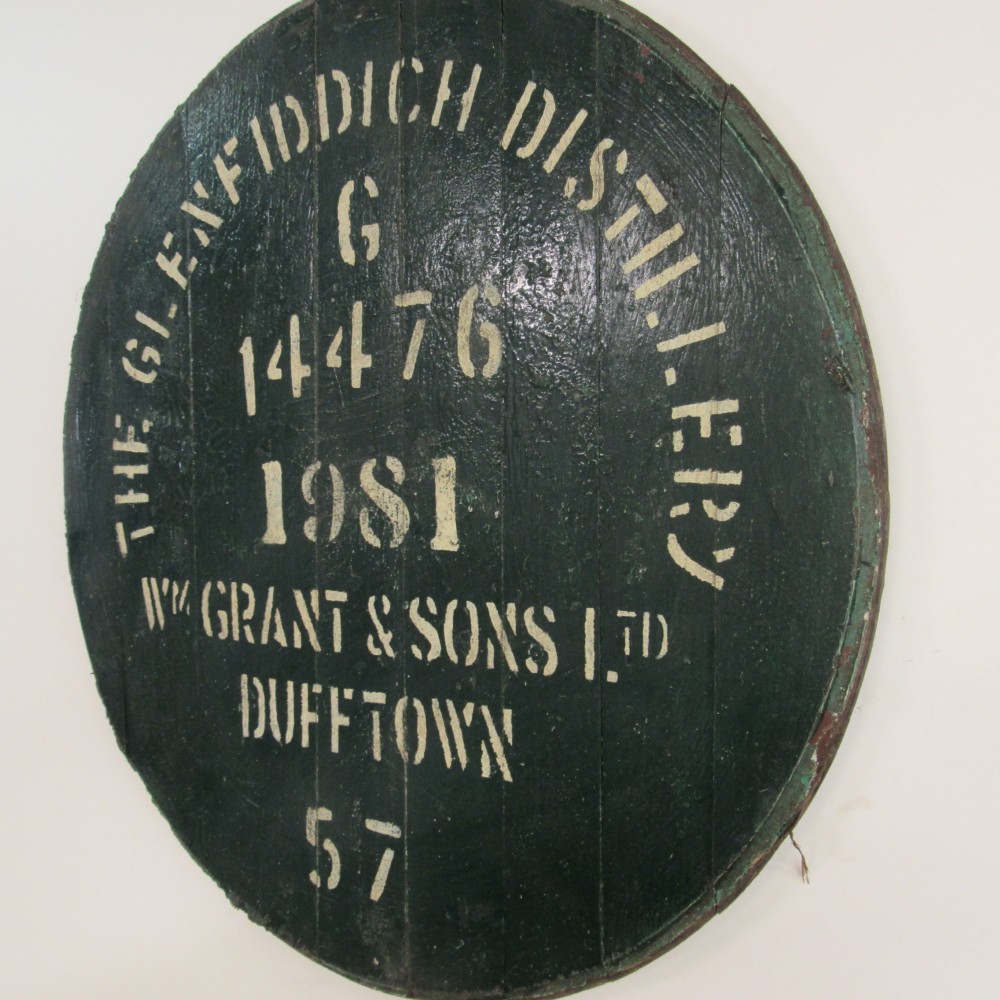 THE GLENFIDDICH DISTILLERY
G
14476
1981
Wm GRANT & SONS LTD
DUFFTOWN
57